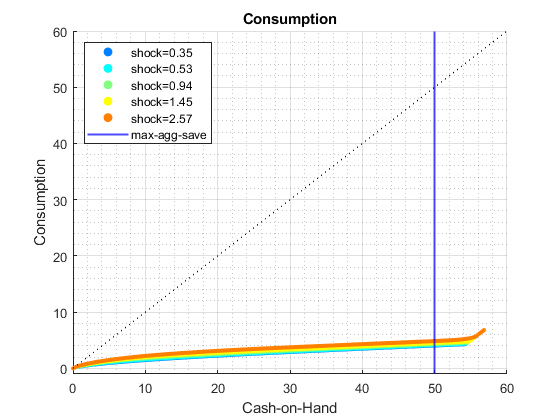 Consumption
60
50
40
30
20
10
0
Consumption
shock=0.35
shock=0.53
shock=0.94
shock=1.45
shock=2.57
max-agg-save
0
10
20
30
40
50
60
Cash-on-Hand